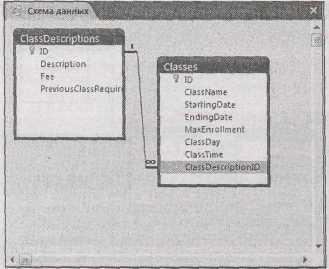 Схема данных
ClassDescriptions
ID
Description
Fee
PreviousClassRequire
1
∞
Classes
ID
ClassName
StartingDate
EndingDate
MaxEnrollment
ClassDay
ClassTime
ClassDescriptionID